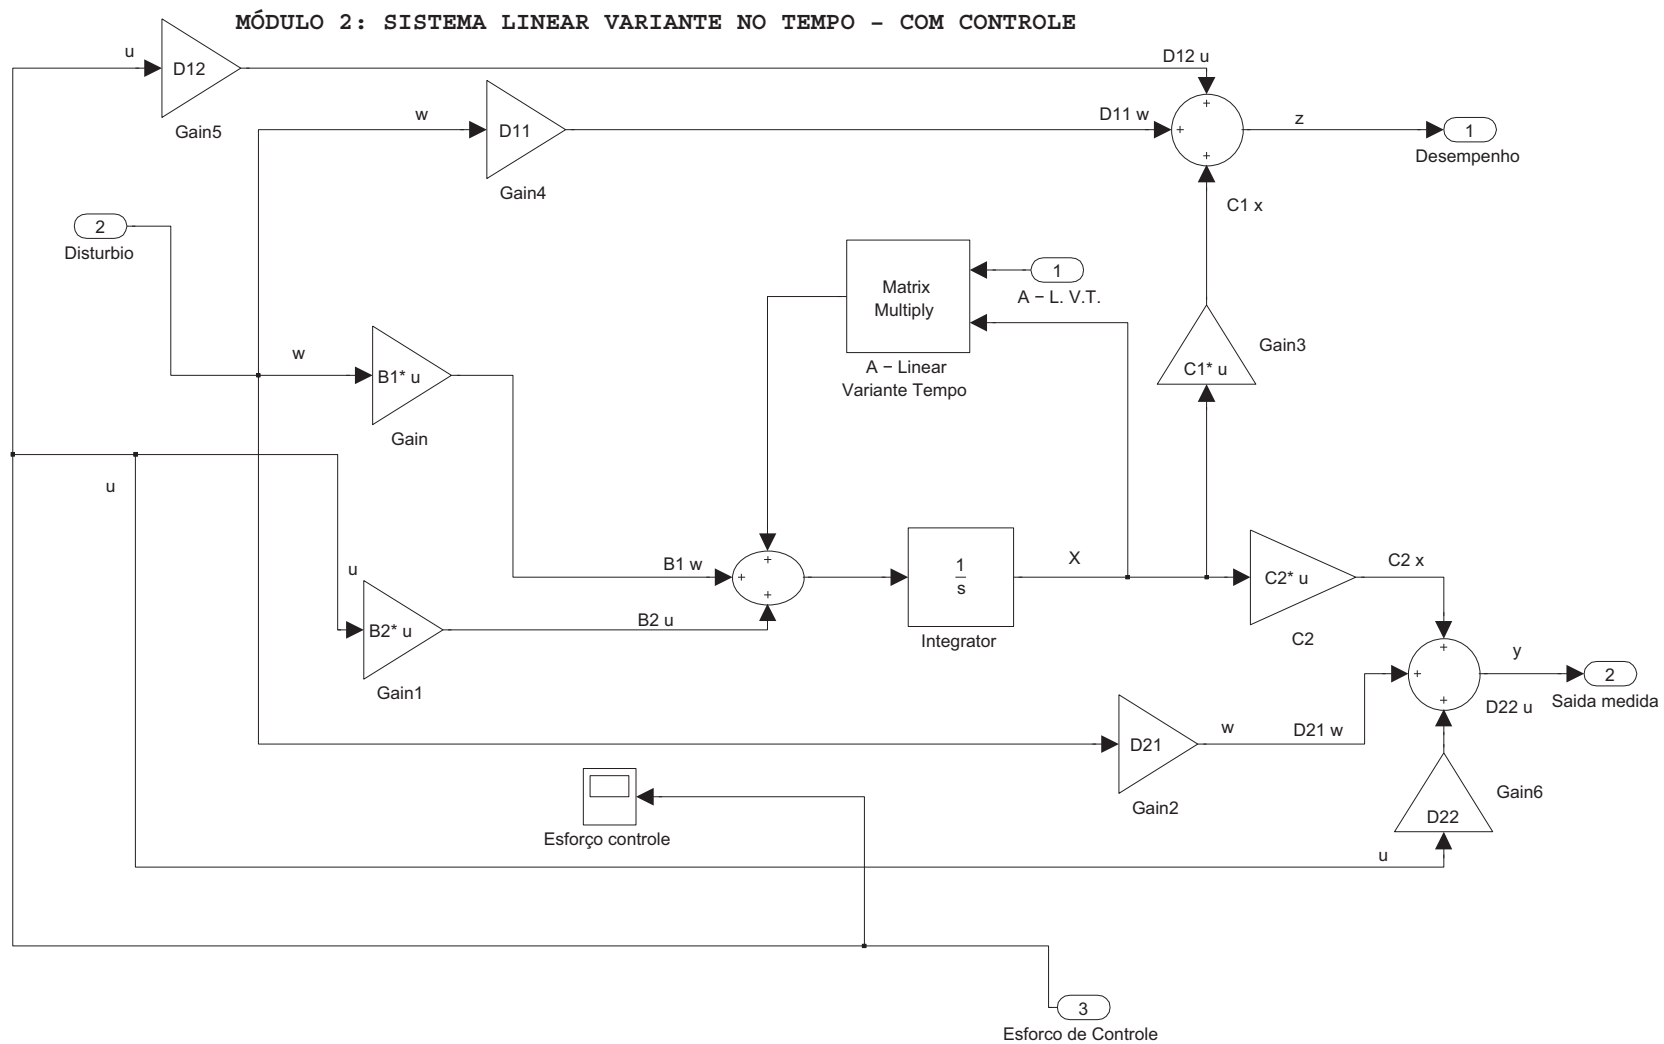 MÓDULO 2: SISTEMA LINEAR VARIANTE NO TEMPO − COM CONTROLE
u
D12
Gain5
D12 u
w
D11
Gain4
D11 w
+
+
+
z
1
Desempenho
C1 x
2
Disturbio
Matrix
Multiply
1
A − L. V.T.
A − Linear
Variante Tempo
w
B1* u
Gain
C1* u
Gain3
u
u
B2* u
Gain1
B1 w
B2 u
+
+
+
1
s
Integrator
X
C2* u
C2
C2 x
+
+
+
y
2
Saida medida
D22 u
D21
Gain2
w
D21 w
D22
Gain6
Esforço controle
u
3
Esforco de Controle